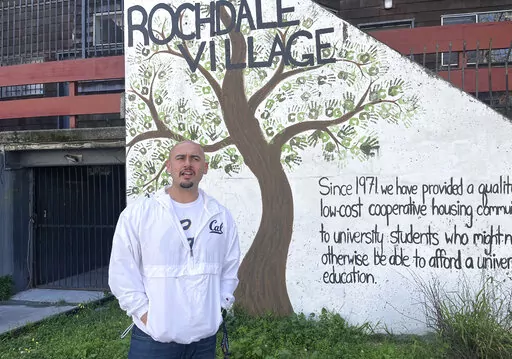 ROCHDALE
VILLAGE!
Since 1971 we have provided a qualit
low-cost cooperative housing commun
to university students who might n
otherwise be able to afford a univer
education.
Cal